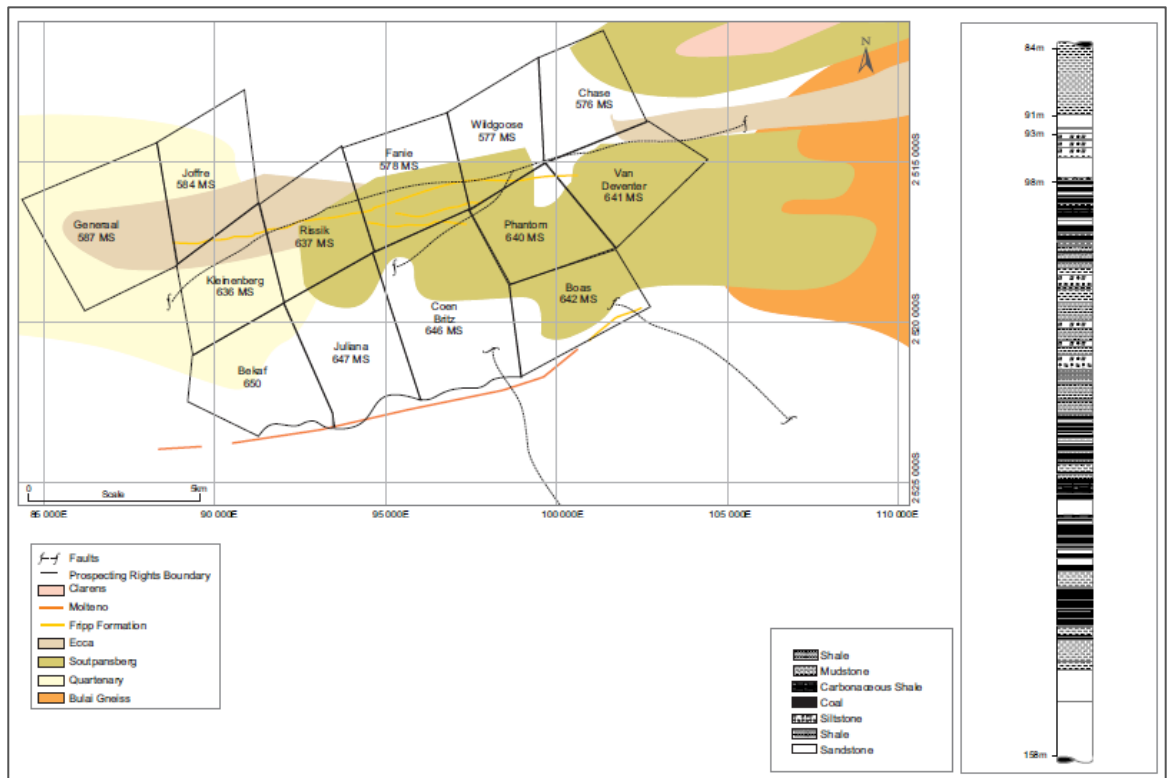 N
Chase
576 MS
Wildgoose
577 MS
Fanie
578 MS
Joffre
584 MS
Van
Deventer
641 MS
Generaal
587 MS
Rissik
637 MS
Phantom
640 MS
Kleinenberg
636 MS
Boas
642 MS
Coen
Britz
646 MS
Juliana
647 MS
Bekaf
650
2 515 000S
2 520 000S
2 525 000S
0
Scale
5km
85 000E
90 000E
95 000E
100 000E
105 000E
110 000E
Faults
Prospecting Rights Boundary
Clarens
Molteno
Fripp Formation
Ecca
Soutpansberg
Quartenary
Bulai Gneiss
Shale
Mudstone
Carbonaceous Shale
Coal
Siltstone
Shale
Sandstone
84m
91m
93m
98m
158m